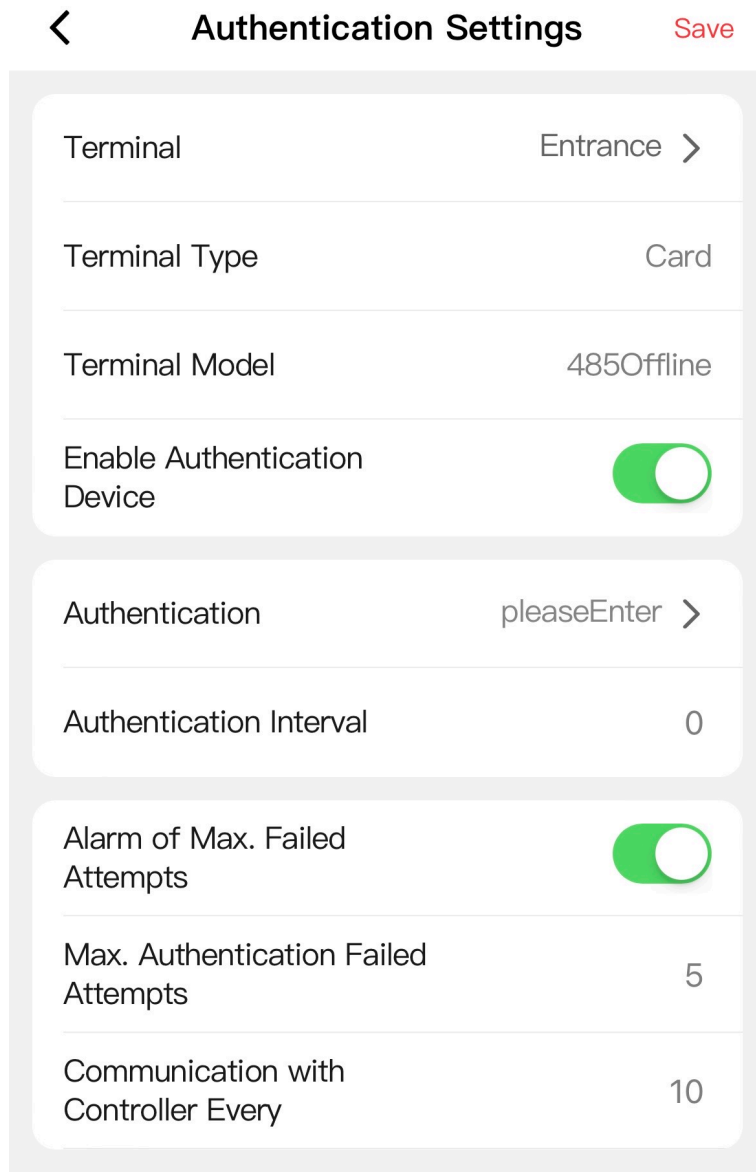 Authentication Settings
Save
Terminal
Entrance
Terminal Type
Card
Terminal Model
485Offline
Enable Authentication
Device
Authentication
pleaseEnter
Authentication Interval
0
Alarm of Max. Failed
Attempts
Max. Authentication Failed
Attempts
5
Communication with
Controller Every
10